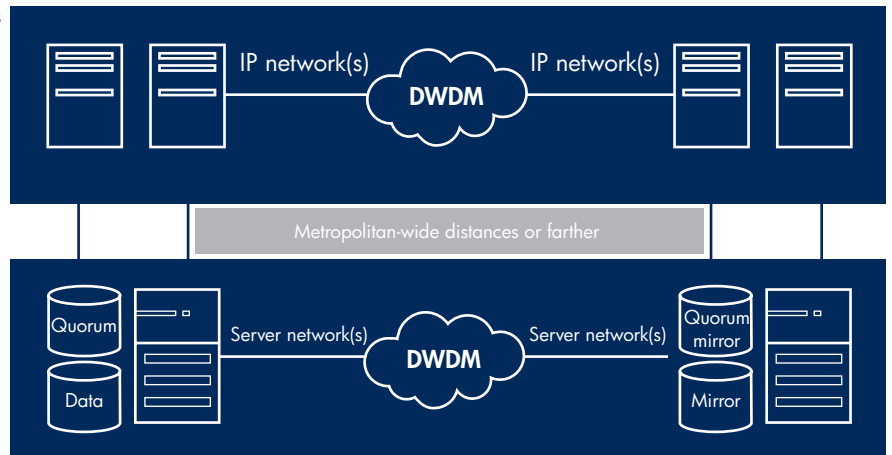 IP network(s)
DWDM
IP network(s)
Metropolitan-wide distances or farther
Quorum
Data
Server network(s)
DWDM
Server network(s)
Quorum
mirror
Mirror